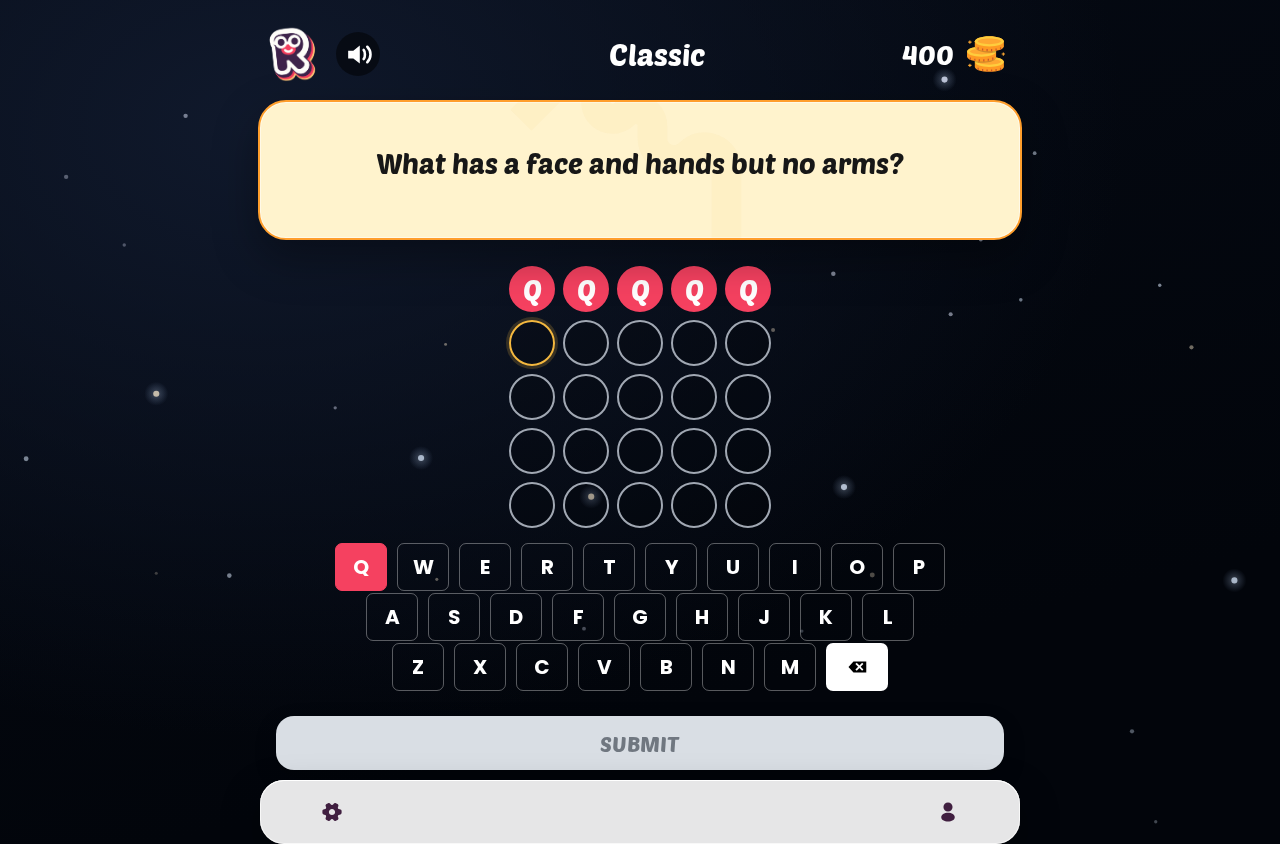 R
Classic
400
What has a face and hands but no arms?
Q Q Q Q Q
Q W E R T Y U I O P
A S D F G H J K L
Z X C V B N M
SUBMIT